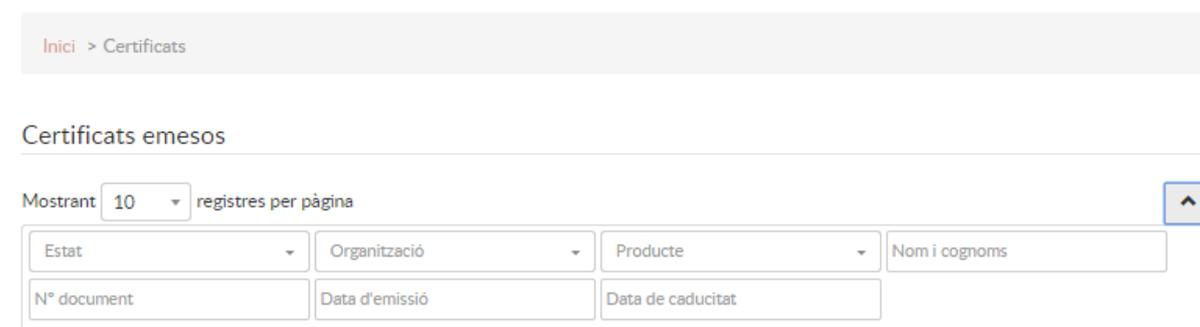 Inici > Certificats
Certificats emesos
Mostrant 10 registres per pàgina
Estat Organització Producte Nom i cognoms
Nº document Data d'emissió Data de caducitat